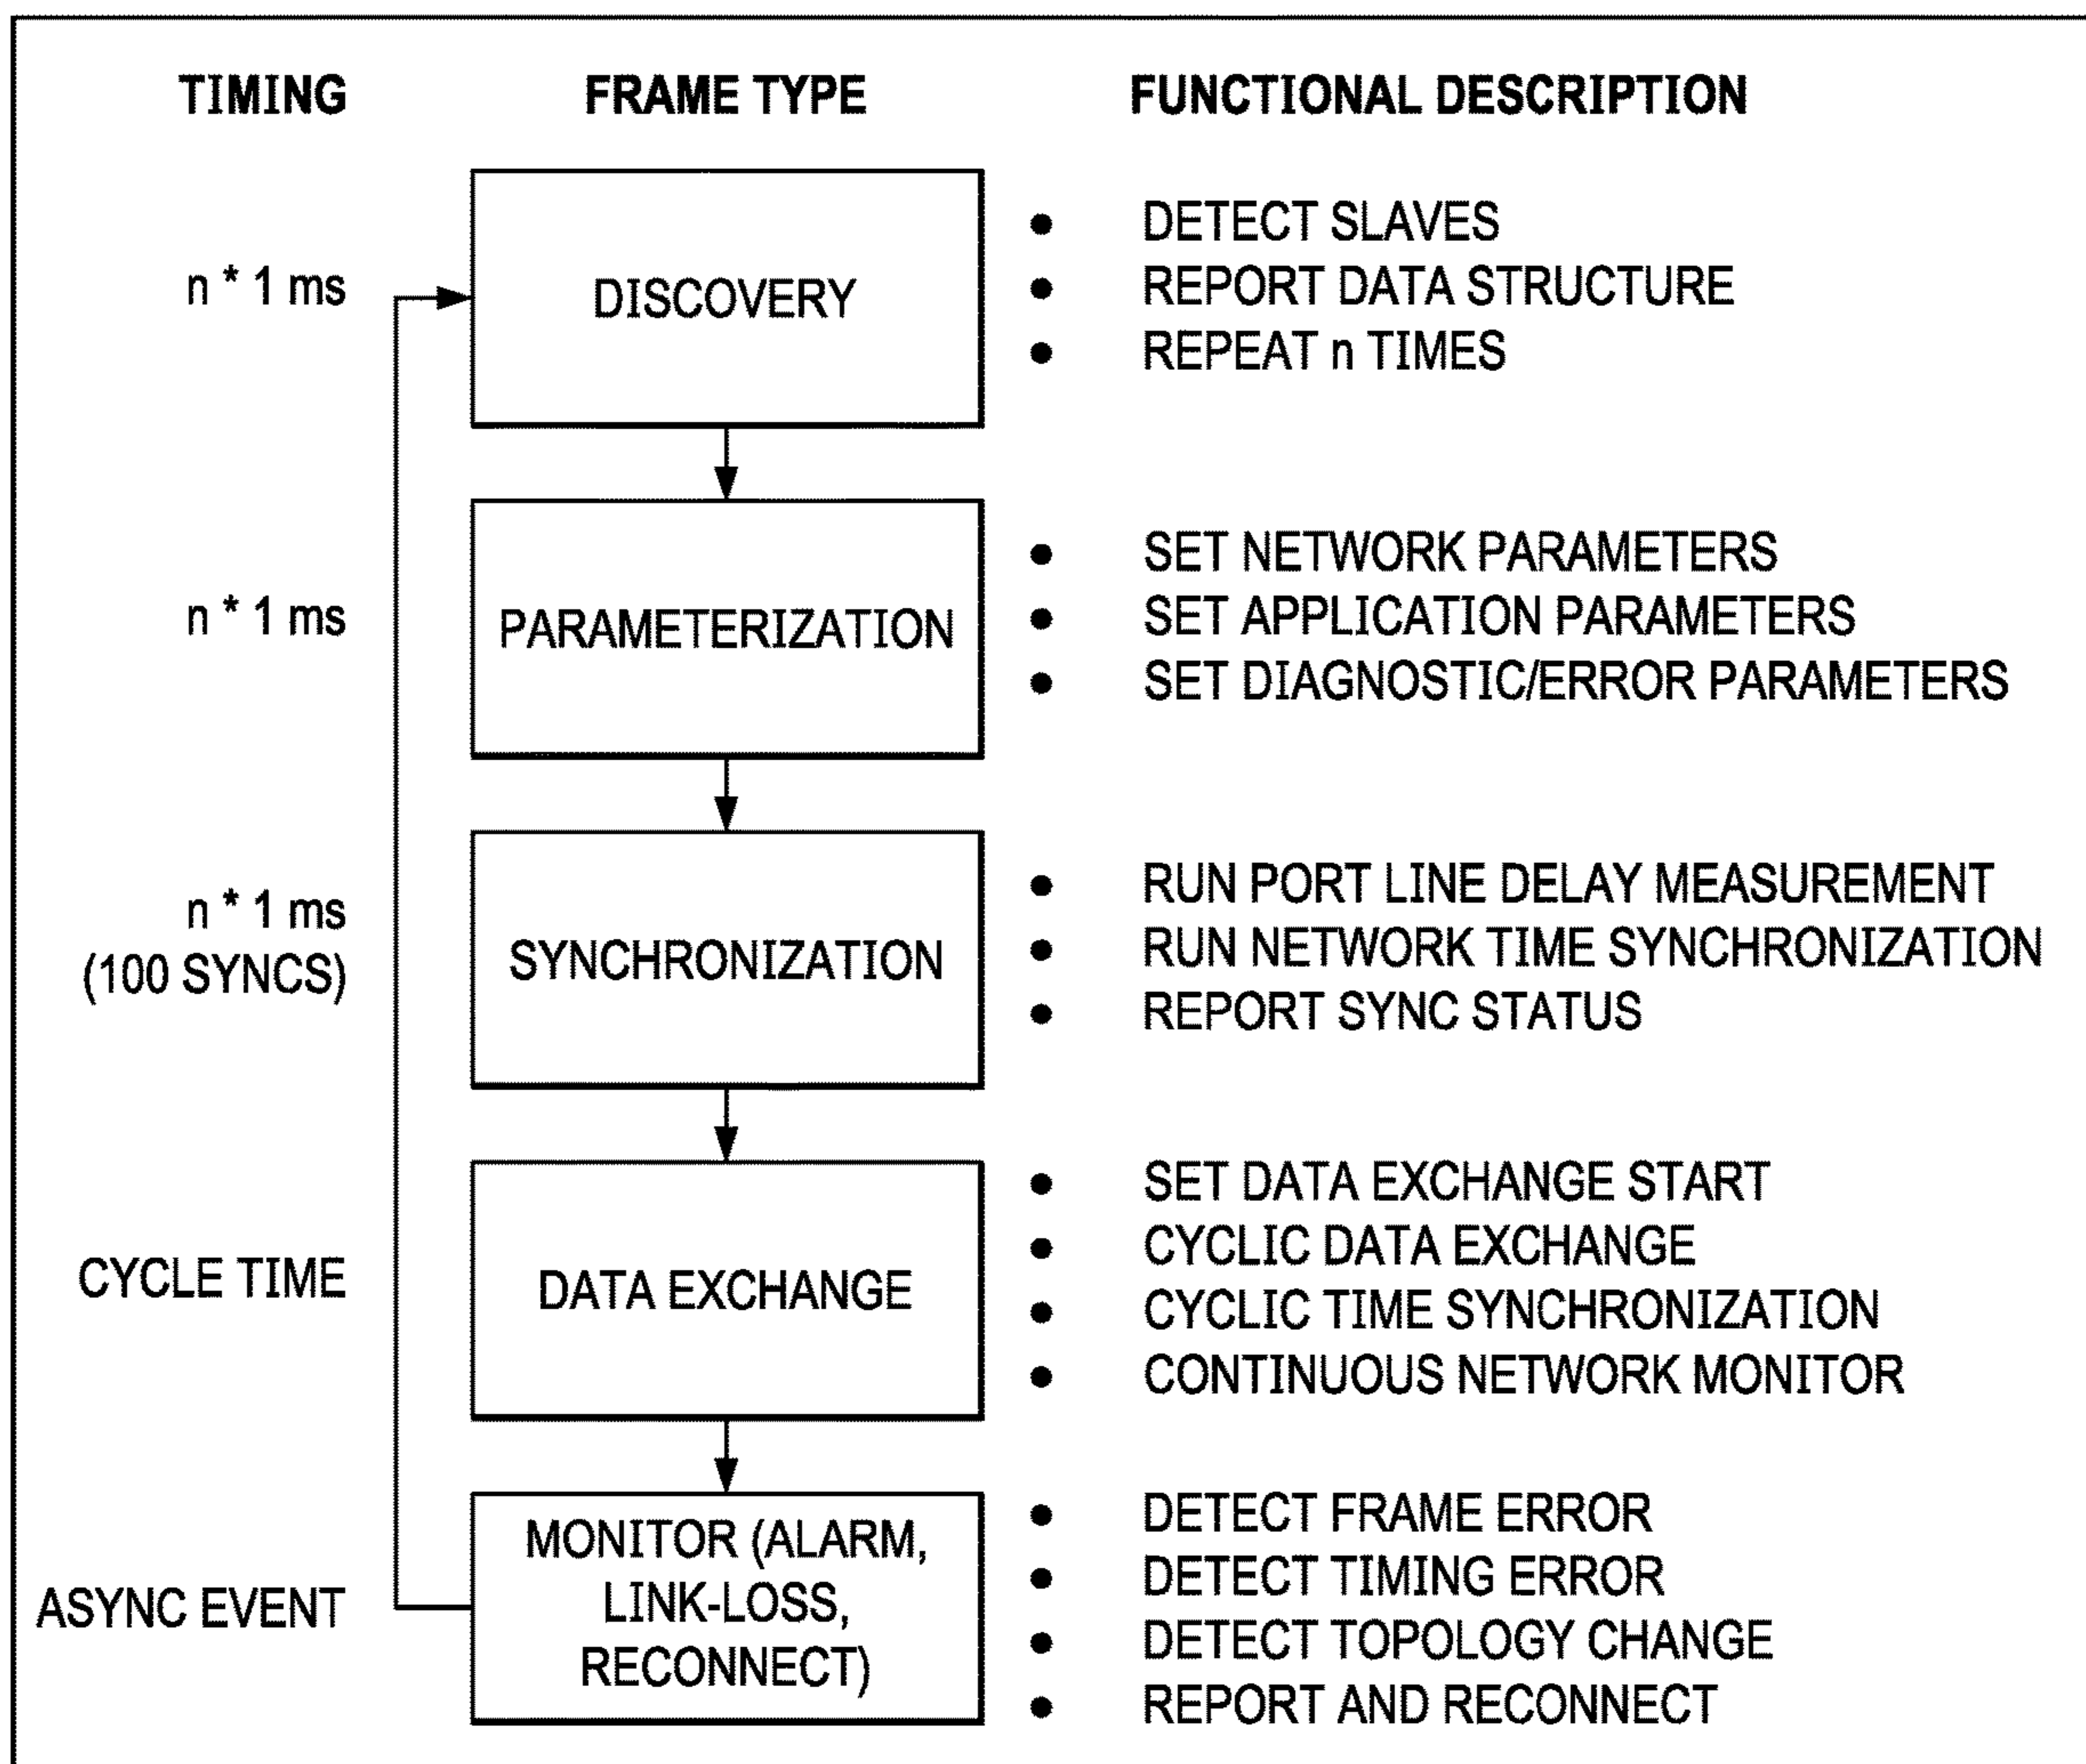 TIMING
FRAME TYPE
FUNCTIONAL DESCRIPTION
n * 1 ms
DISCOVERY
● DETECT SLAVES
● REPORT DATA STRUCTURE
● REPEAT n TIMES
n * 1 ms
PARAMETERIZATION
● SET NETWORK PARAMETERS
● SET APPLICATION PARAMETERS
● SET DIAGNOSTIC/ERROR PARAMETERS
n * 1 ms
(100 SYNCS)
SYNCHRONIZATION
● RUN PORT LINE DELAY MEASUREMENT
● RUN NETWORK TIME SYNCHRONIZATION
● REPORT SYNC STATUS
CYCLE TIME
DATA EXCHANGE
● SET DATA EXCHANGE START
● CYCLIC DATA EXCHANGE
● CYCLIC TIME SYNCHRONIZATION
● CONTINUOUS NETWORK MONITOR
ASYNC EVENT
MONITOR (ALARM,
LINK-LOSS,
RECONNECT)
● DETECT FRAME ERROR
● DETECT TIMING ERROR
● DETECT TOPOLOGY CHANGE
● REPORT AND RECONNECT